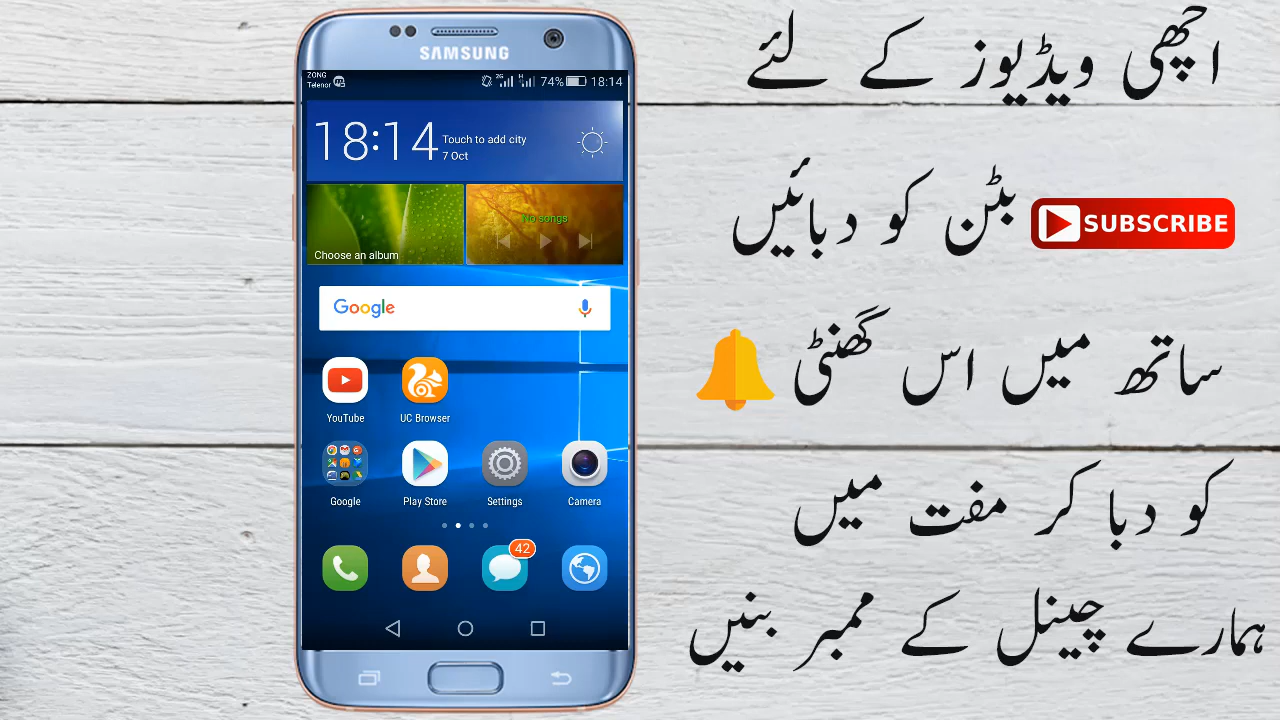 SAMSUNG
ZONG
Telenor
2G H 74% 18:14
18:14
Touch to add city
7 Oct
No songs
Choose an album
Google
YouTube
UC Browser
Google
Play Store
Settings
Camera
42
اچھی ویڈیوز کے لئے
SUBSCRIBE بٹن کو دبائیں
ساتھ میں اس گھنٹی
کو دبا کر مفت میں
ہمارے چینل کے ممبر بنیں